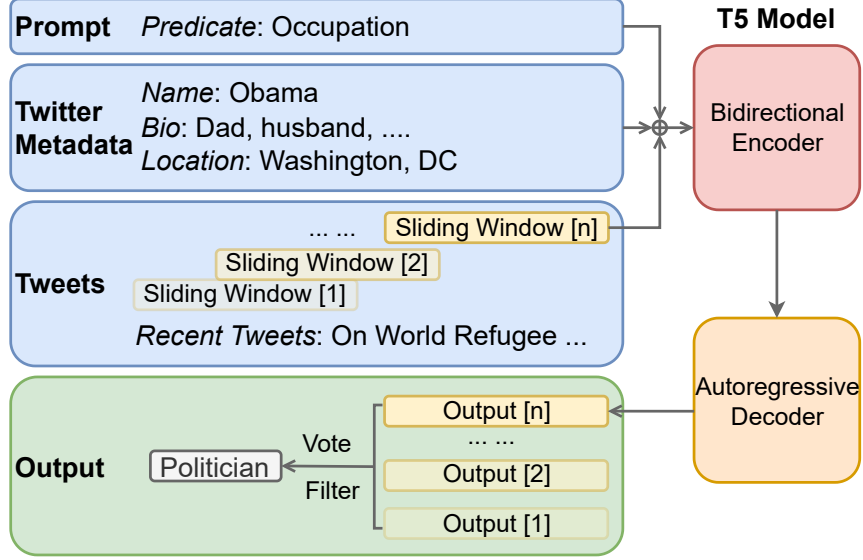 Prompt
Predicate: Occupation
T5 Model
Twitter
Metadata
Name: Obama
Bio: Dad, husband, ....
Location: Washington, DC
Bidirectional
Encoder
Tweets
... ...
Sliding Window [n]
Sliding Window [2]
Sliding Window [1]
Recent Tweets: On World Refugee ...
Autoregressive
Decoder
Output
Politician
Vote
Filter
Output [n]
... ...
Output [2]
Output [1]